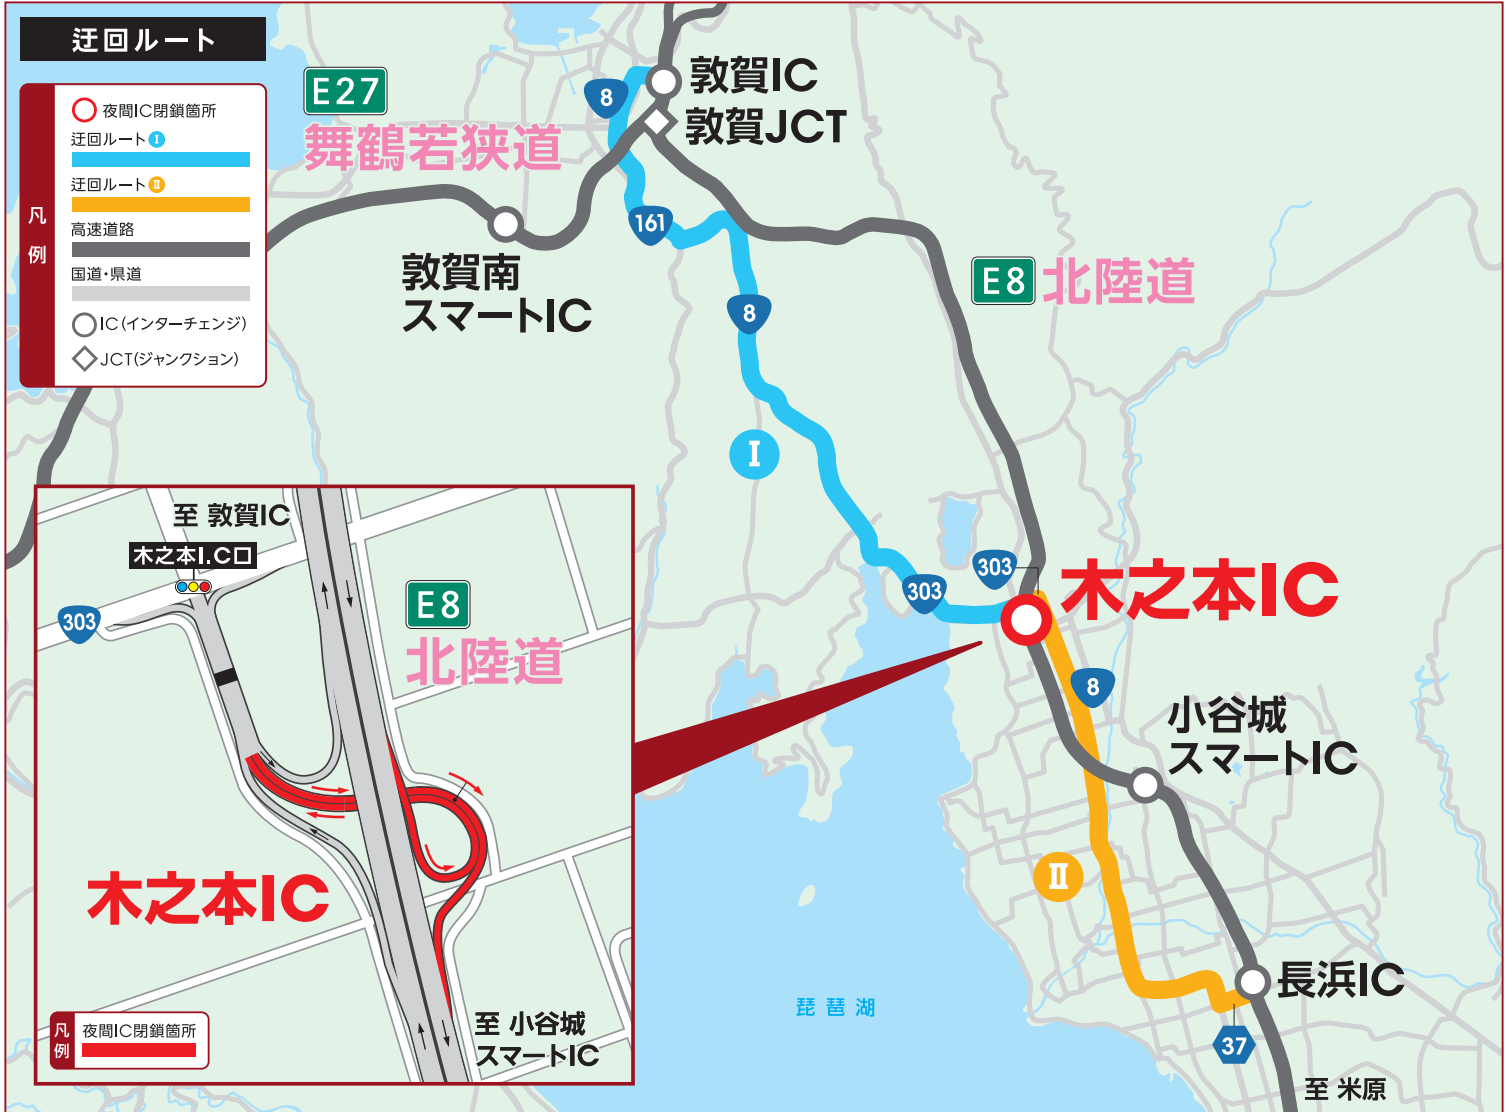 迂回ルート
凡例
夜間IC閉鎖箇所
迂回ルートⅠ
迂回ルートⅡ
高速道路
国道・県道
IC(インターチェンジ)
JCT(ジャンクション)
E27
舞鶴若狭道
8
敦賀IC
敦賀JCT
161
敦賀南
スマートIC
8
E8 北陸道
Ⅰ
303
303
木之本IC
8
小谷城
スマートIC
Ⅱ
長浜IC
37
至 米原
琵琶湖
至 敦賀IC
木之本I.C口
303
E8
北陸道
木之本IC
至 小谷城
スマートIC
凡例
夜間IC閉鎖箇所